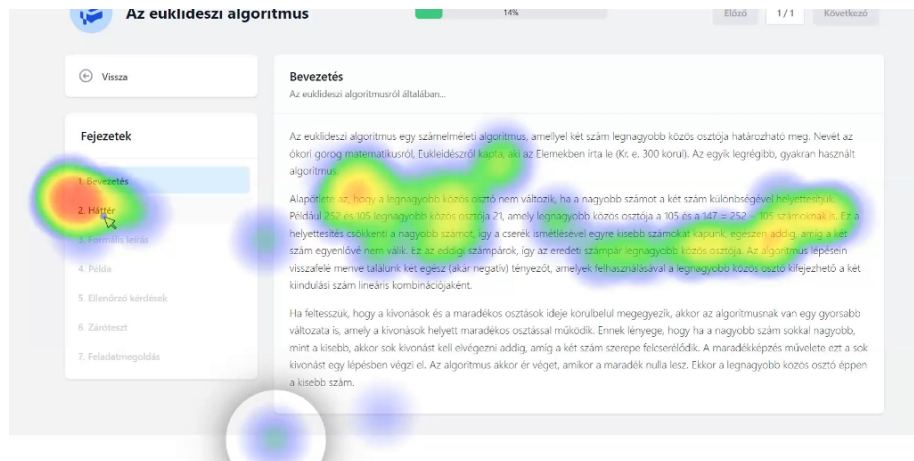 Az euklideszi algoritmus
14%
Előző 1 / 1 Következő
Vissza
Fejezetek
1. Bevezetés
2. Háttér
3. Formális leírás
4. Példa
5. Ellenőrző kérdések
6. Záróteszt
7. Feladatmegoldás
Bevezetés
Az euklideszi algoritmusról általában...
Az euklideszi algoritmus egy számelméleti algoritmus, amellyel két szám legnagyobb közös osztója határozható meg. Nevét az
ókori görög matematikusról, Eukleidészről kapta, aki az Elemekben írta le (Kr. e. 300 körül). Az egyik legrégibb, gyakran használt
algoritmus.
Alapötlete az, hogy a legnagyobb közös osztó nem változik, ha a nagyobb számot a két szám különbségével helyettesítjük.
Például 252 és 105 legnagyobb közös osztója 21, amely legnagyobb közös osztója a 105 és a 147 = 252 – 105 számoknak is. Ez a
helyettesítés csökkenti a nagyobb számot, így a cserék ismétlésével egyre kisebb számokat kapunk, egészen addig, amíg a két
szám egyenlővé nem válik. Ez az eddigi számpárok, így az eredeti számpár legnagyobb közös osztója. Az algoritmus lépésein
visszafelé menve találunk két egész (akár negatív) tényezőt, amelyek felhasználásával a legnagyobb közös osztó kifejezhető a két
kiindulási szám lineáris kombinációjaként.
Ha feltesszük, hogy a kivonások és a maradékos osztások ideje körülbelül megegyezik, akkor az algoritmusnak van egy gyorsabb
változata is, amely a kivonások helyett maradékos osztással működik. Ennek lényege, hogy ha a nagyobb szám sokkal nagyobb,
mint a kisebb, akkor sok kivonást kell elvégezni addig, amíg a két szám szerepe felcserélődik. A maradékképzés művelete ezt a sok
kivonást egy lépésben végzi el. Az algoritmus akkor ér véget, amikor a maradék nulla lesz. Ekkor a legnagyobb közös osztó éppen
a kisebb szám.